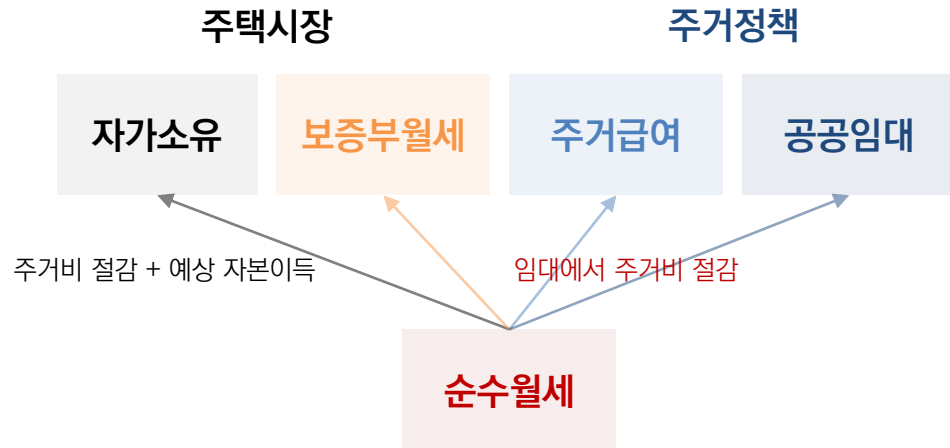 주택시장
주거정책
자가소유
보증부월세
주거급여
공공임대
주거비 절감 + 예상 자본이득
임대에서 주거비 절감
순수월세